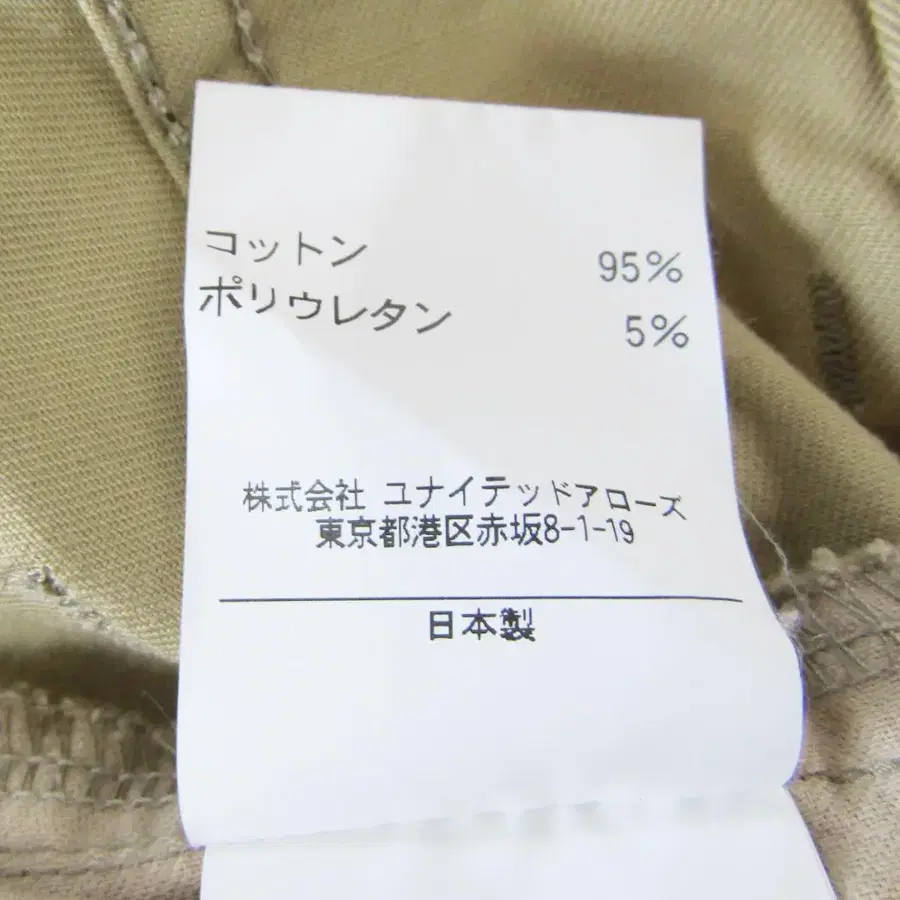 コットン 95%
ポリウレタン 5%
株式会社 ユナイテッドアローズ
東京都港区赤坂8-1-19
日本製